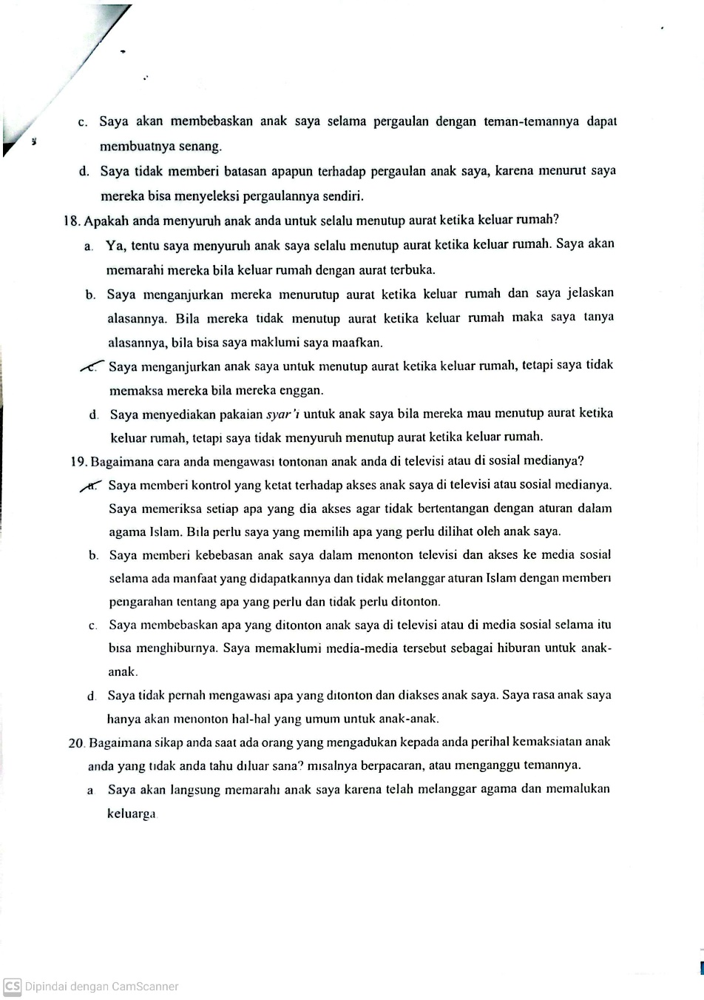 c. Saya akan membebaskan anak saya selama pergaulan dengan teman-temannya dapat
membuatnya senang.
d. Saya tidak memberi batasan apapun terhadap pergaulan anak saya, karena menurut saya
mereka bisa menyeleksi pergaulannya sendiri.
18. Apakah anda menyuruh anak anda untuk selalu menutup aurat ketika keluar rumah?
a. Ya, tentu saya menyuruh anak saya selalu menutup aurat ketika keluar rumah. Saya akan
memarahi mereka bila keluar rumah dengan aurat terbuka.
b. Saya menganjurkan mereka menurutup aurat ketika keluar rumah dan saya jelaskan
alasannya. Bila mereka tidak menutup aurat ketika keluar rumah maka saya tanya
alasannya, bila bisa saya maklumi saya maafkan.
c. Saya menganjurkan anak saya untuk menutup aurat ketika keluar rumah, tetapi saya tidak
memaksa mereka bila mereka enggan.
d. Saya menyediakan pakaian syar'i untuk anak saya bila mereka mau menutup aurat ketika
keluar rumah, tetapi saya tidak menyuruh menutup aurat ketika keluar rumah.
19. Bagaimana cara anda mengawasi tontonan anak anda di televisi atau di sosial medianya?
a. Saya memberi kontrol yang ketat terhadap akses anak saya di televisi atau sosial medianya.
Saya memeriksa setiap apa yang dia akses agar tidak bertentangan dengan aturan dalam
agama Islam. Bila perlu saya yang memilih apa yang perlu dilihat oleh anak saya.
b. Saya memberi kebebasan anak saya dalam menonton televisi dan akses ke media sosial
selama ada manfaat yang didapatkannya dan tidak melanggar aturan Islam dengan memberi
pengarahan tentang apa yang perlu dan tidak perlu ditonton.
c. Saya membebaskan apa yang ditonton anak saya di televisi atau di media sosial selama itu
bisa menghiburnya. Saya memaklumi media-media tersebut sebagai hiburan untuk anak-
anak.
d. Saya tidak pernah mengawasi apa yang ditonton dan diakses anak saya. Saya rasa anak saya
hanya akan menonton hal-hal yang umum untuk anak-anak.
20. Bagaimana sikap anda saat ada orang yang mengadukan kepada anda perihal kemaksiatan anak
anda yang tidak anda tahu diluar sana? misalnya berpacaran, atau menganggu temannya.
a Saya akan langsung memarahi anak saya karena telah melanggar agama dan memalukan
keluarga
CS Dipindai dengan CamScanner